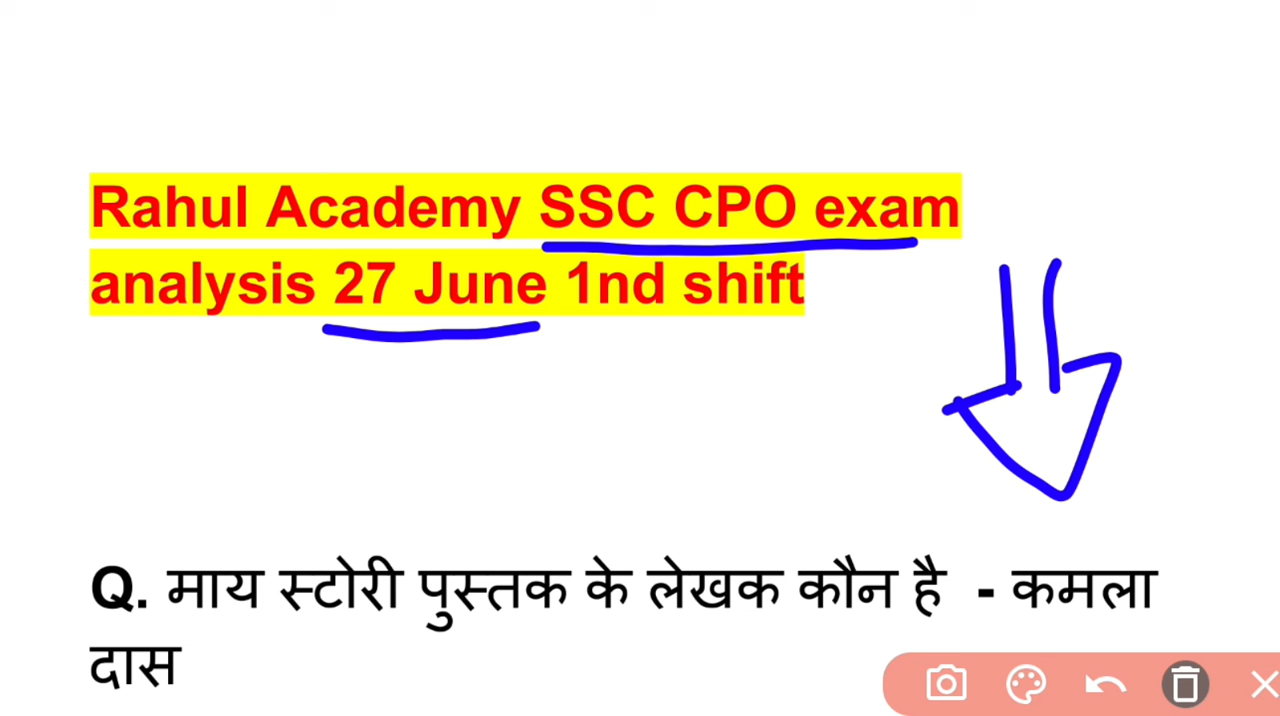 Rahul Academy SSC CPO exam
analysis 27 June 1nd shift
Q. माय स्टोरी पुस्तक के लेखक कौन है - कमला
दास